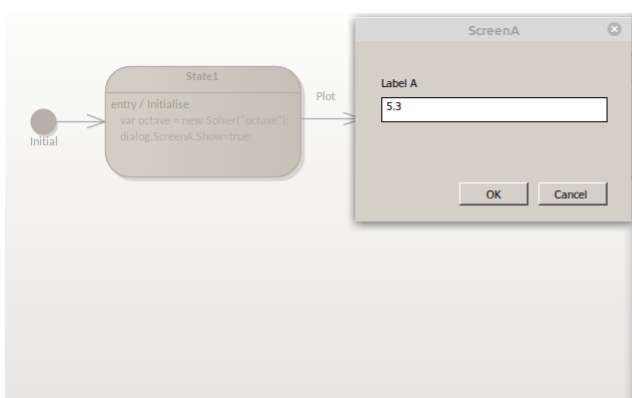 ScreenA
State1
Label A
Plot
entry / Initialise
5.3
var octave = new Solver("octave");
dialog.ScreenA.Show=true;
Initial
OK
Cancel